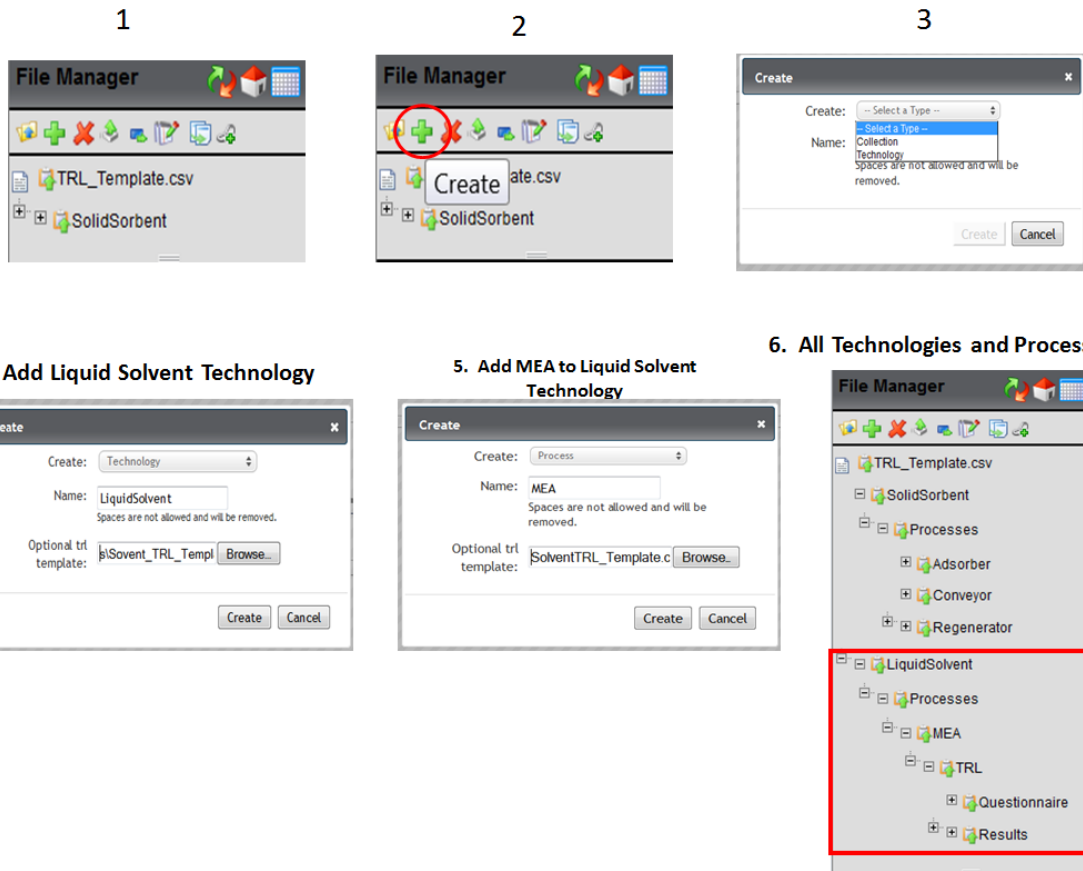 1
2
3
File Manager
TRL_Template.csv
SolidSorbent
File Manager
Create
ate.csv
SolidSorbent
Create
Create:
-- Select a Type --
-- Select a Type --
Collection
Technology
Name:
Spaces are not allowed and will be
removed.
Create
Cancel
Add Liquid Solvent Technology
eate
Create:
Technology
Name:
LiquidSolvent
Spaces are not allowed and will be removed.
Optional trl
template:
s\Sovent_TRL_Templ
Browse...
Create
Cancel
5. Add MEA to Liquid Solvent
Technology
Create
Create:
Process
Name:
MEA
Spaces are not allowed and will be
removed.
Optional trl
template:
SolventTRL_Template.c
Browse..
Create
Cancel
6. All Technologies and Process
File Manager
TRL_Template.csv
SolidSorbent
Processes
Adsorber
Conveyor
Regenerator
LiquidSolvent
Processes
MEA
TRL
Questionnaire
Results